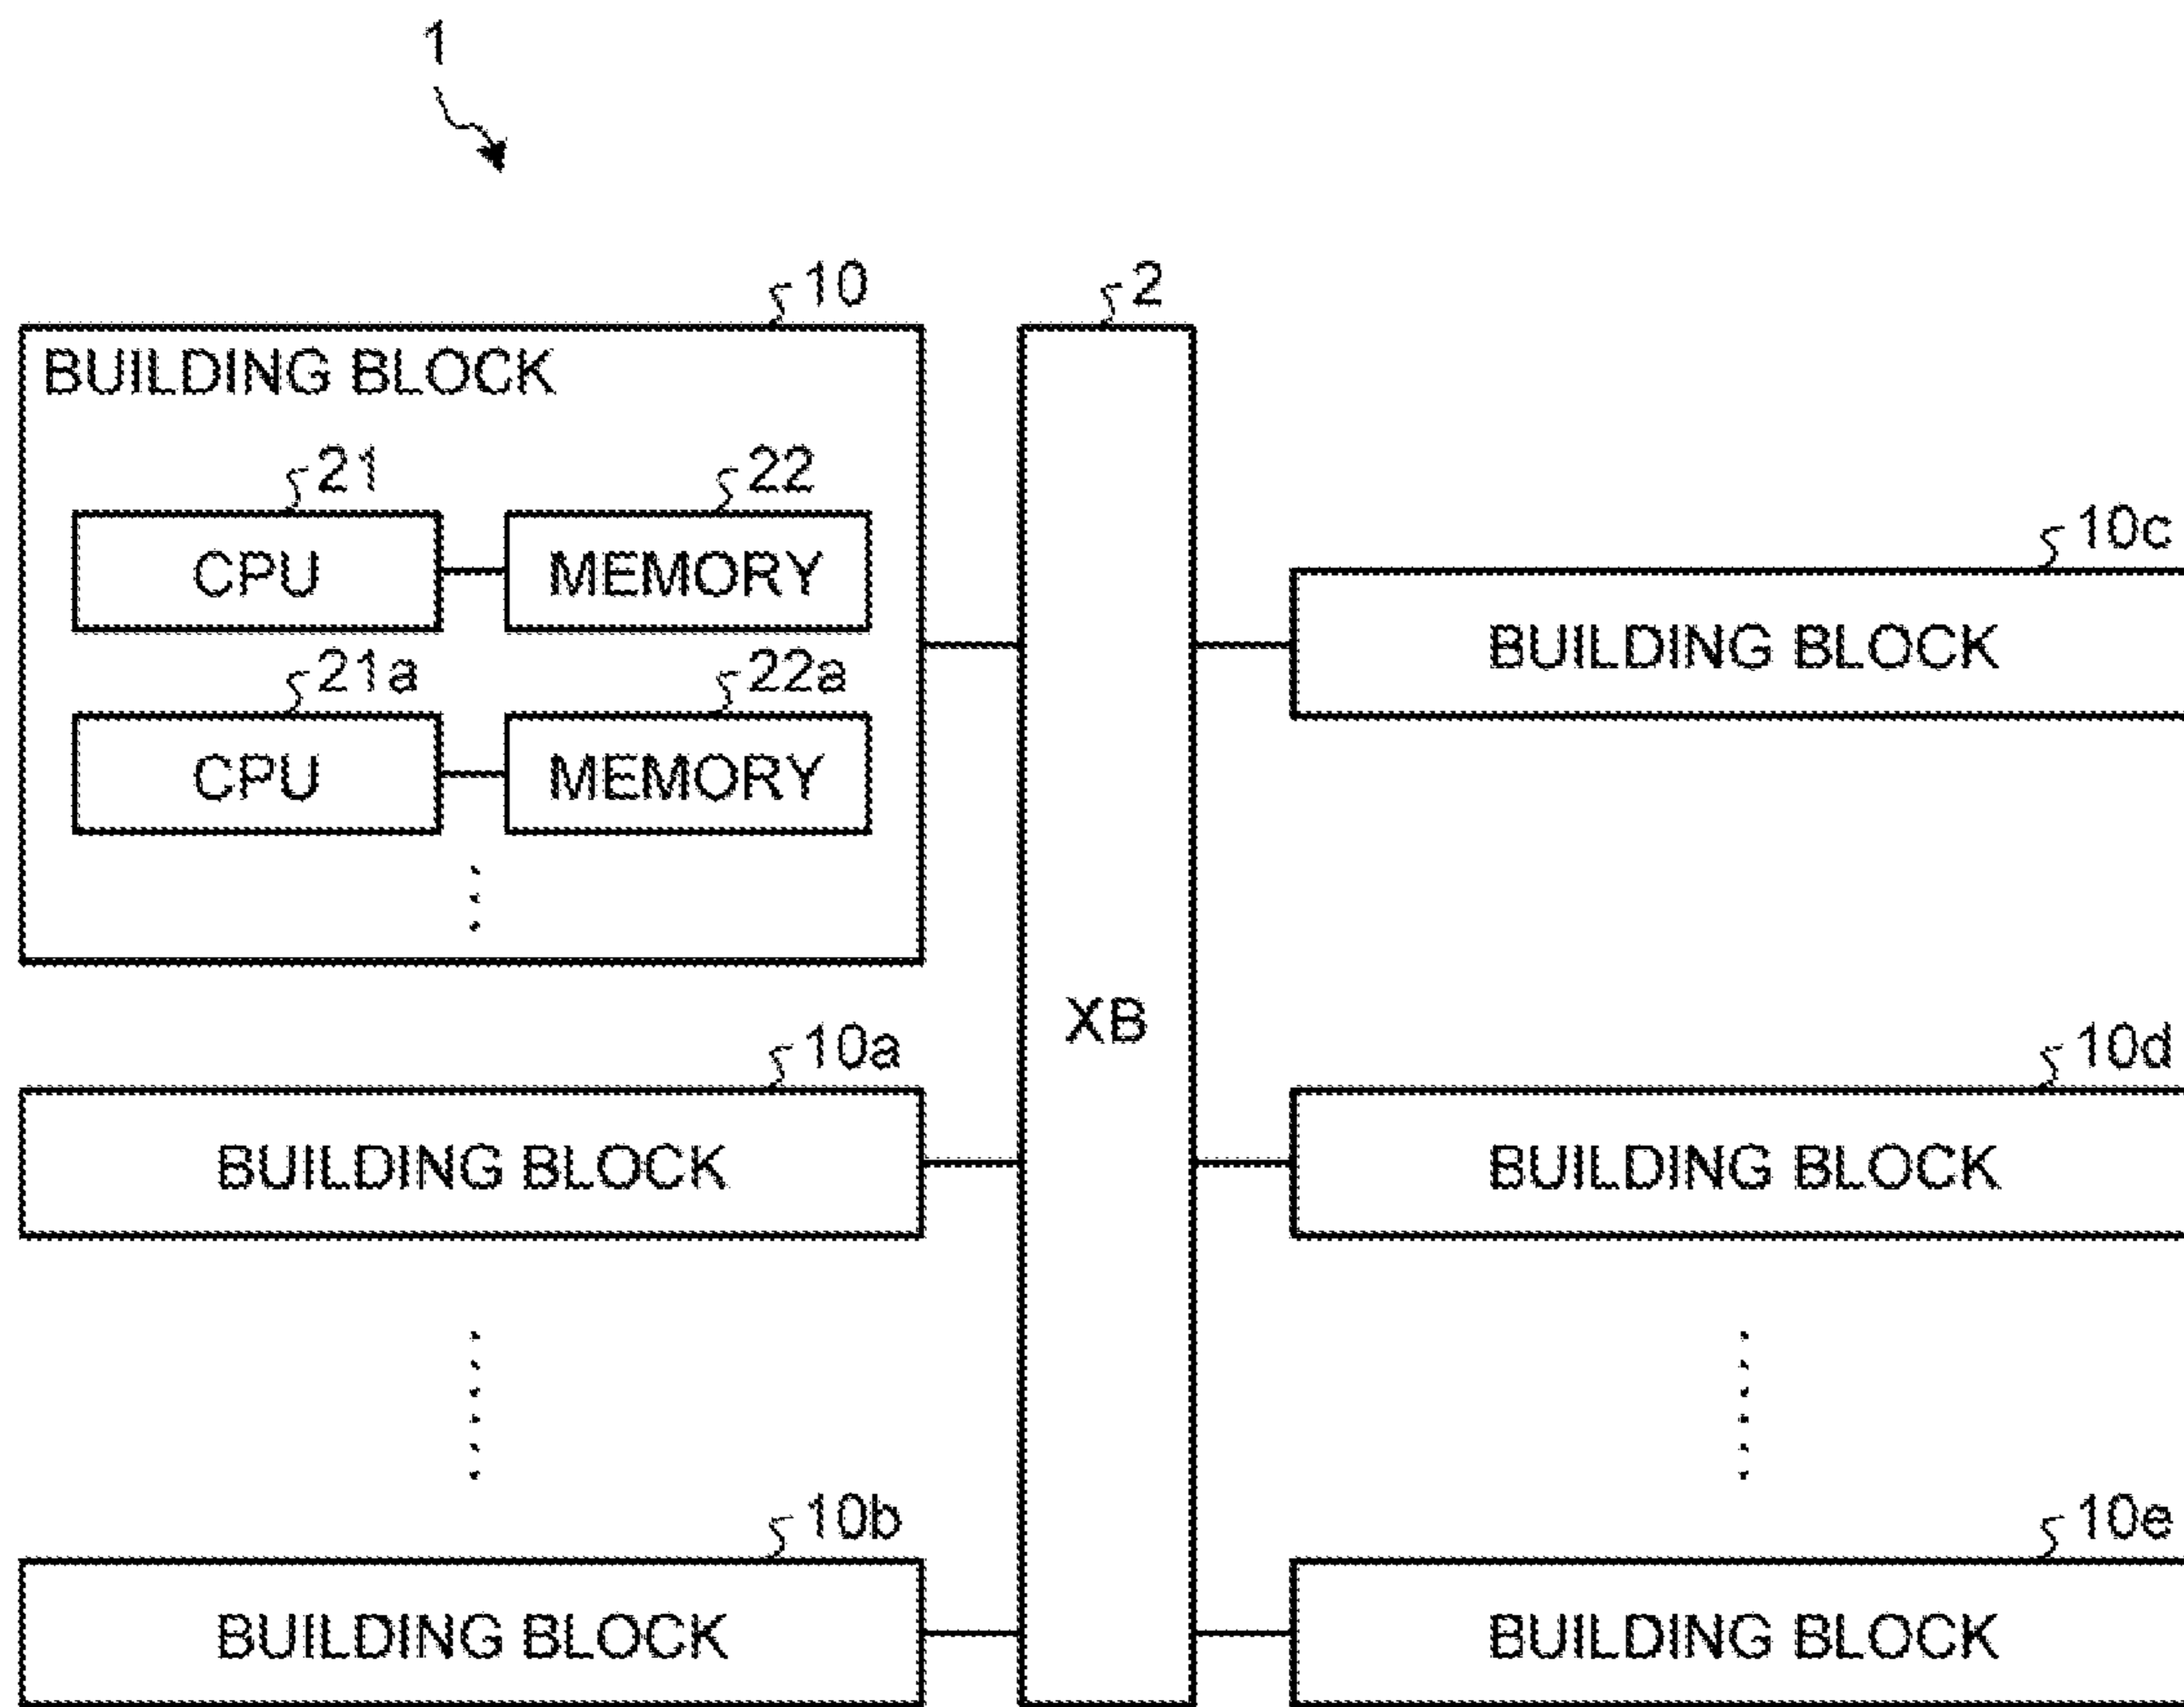 1
10
2
BUILDING BLOCK
21
22
CPU
MEMORY
21a
22a
CPU
MEMORY
10c
BUILDING BLOCK
XB
10a
BUILDING BLOCK
10d
BUILDING BLOCK
10b
BUILDING BLOCK
10e
BUILDING BLOCK